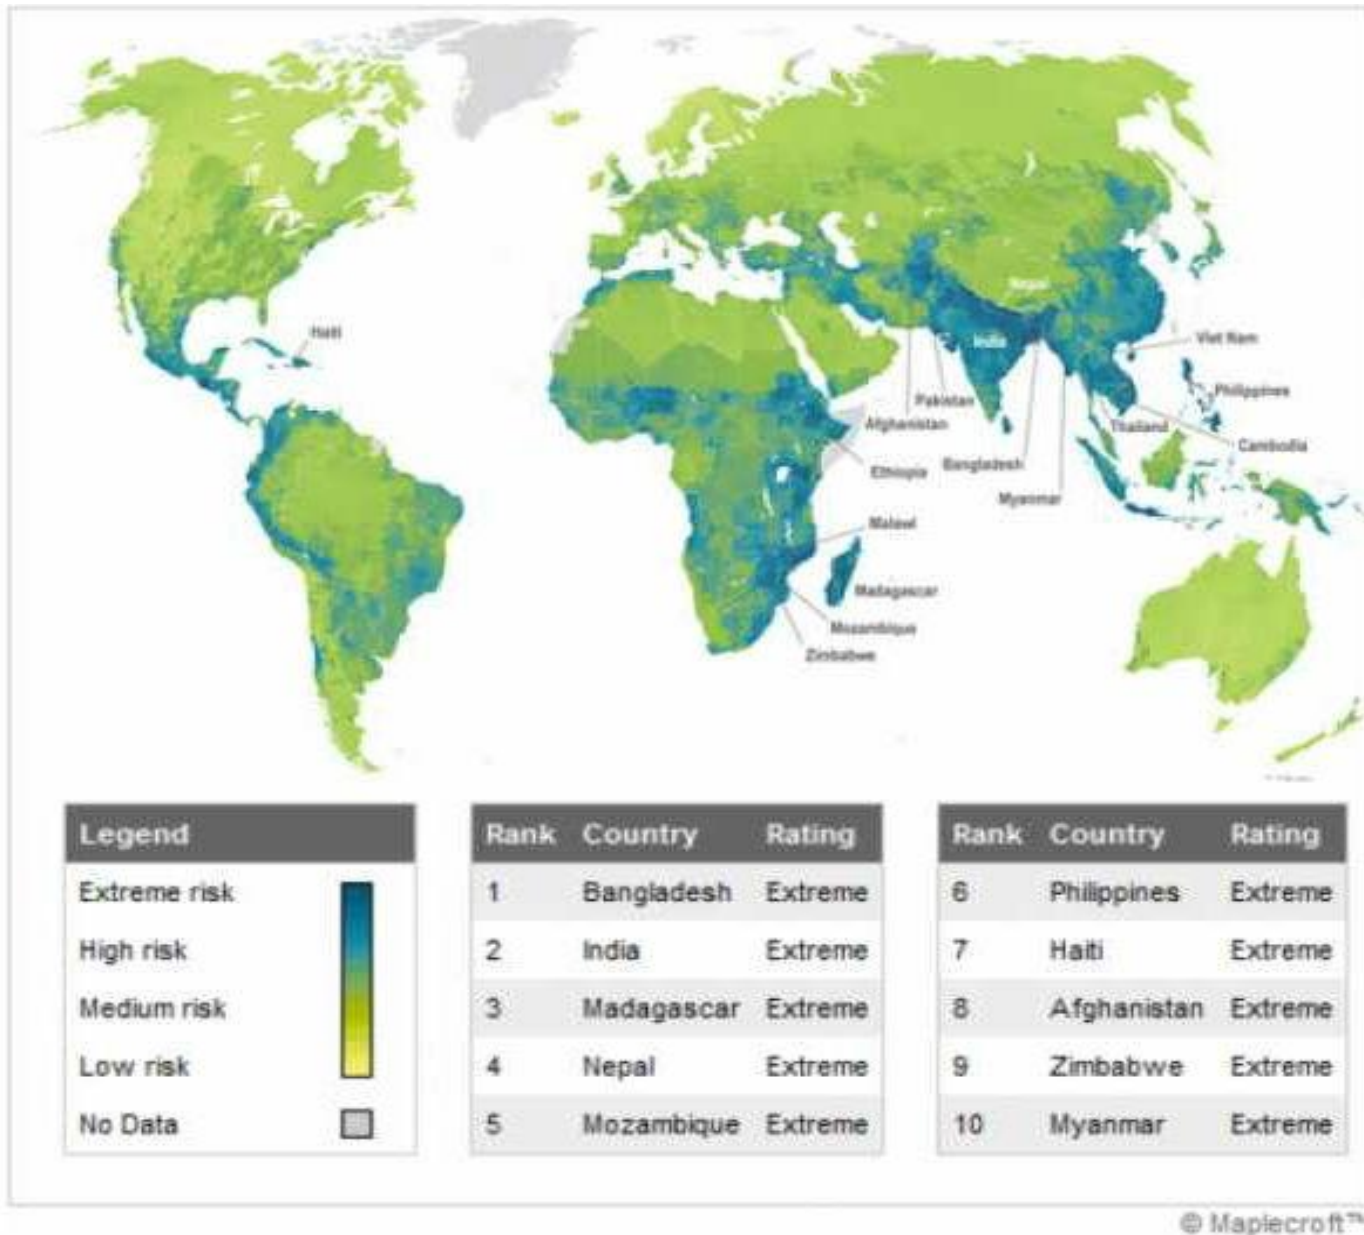 Haiti
Nepal
India
Viet Nam
Philippines
Pakistan
Afghanistan
Thailand
Cambodia
Ethiopia
Bangladesh
Myanmar
Malawi
Madagascar
Mozambique
Zimbabwe
Legend
Extreme risk
High risk
Medium risk
Low risk
No Data
Rank Country Rating
1 Bangladesh Extreme
2 India Extreme
3 Madagascar Extreme
4 Nepal Extreme
5 Mozambique Extreme
Rank Country Rating
6 Philippines Extreme
7 Haiti Extreme
8 Afghanistan Extreme
9 Zimbabwe Extreme
10 Myanmar Extreme
© Maplecroft™